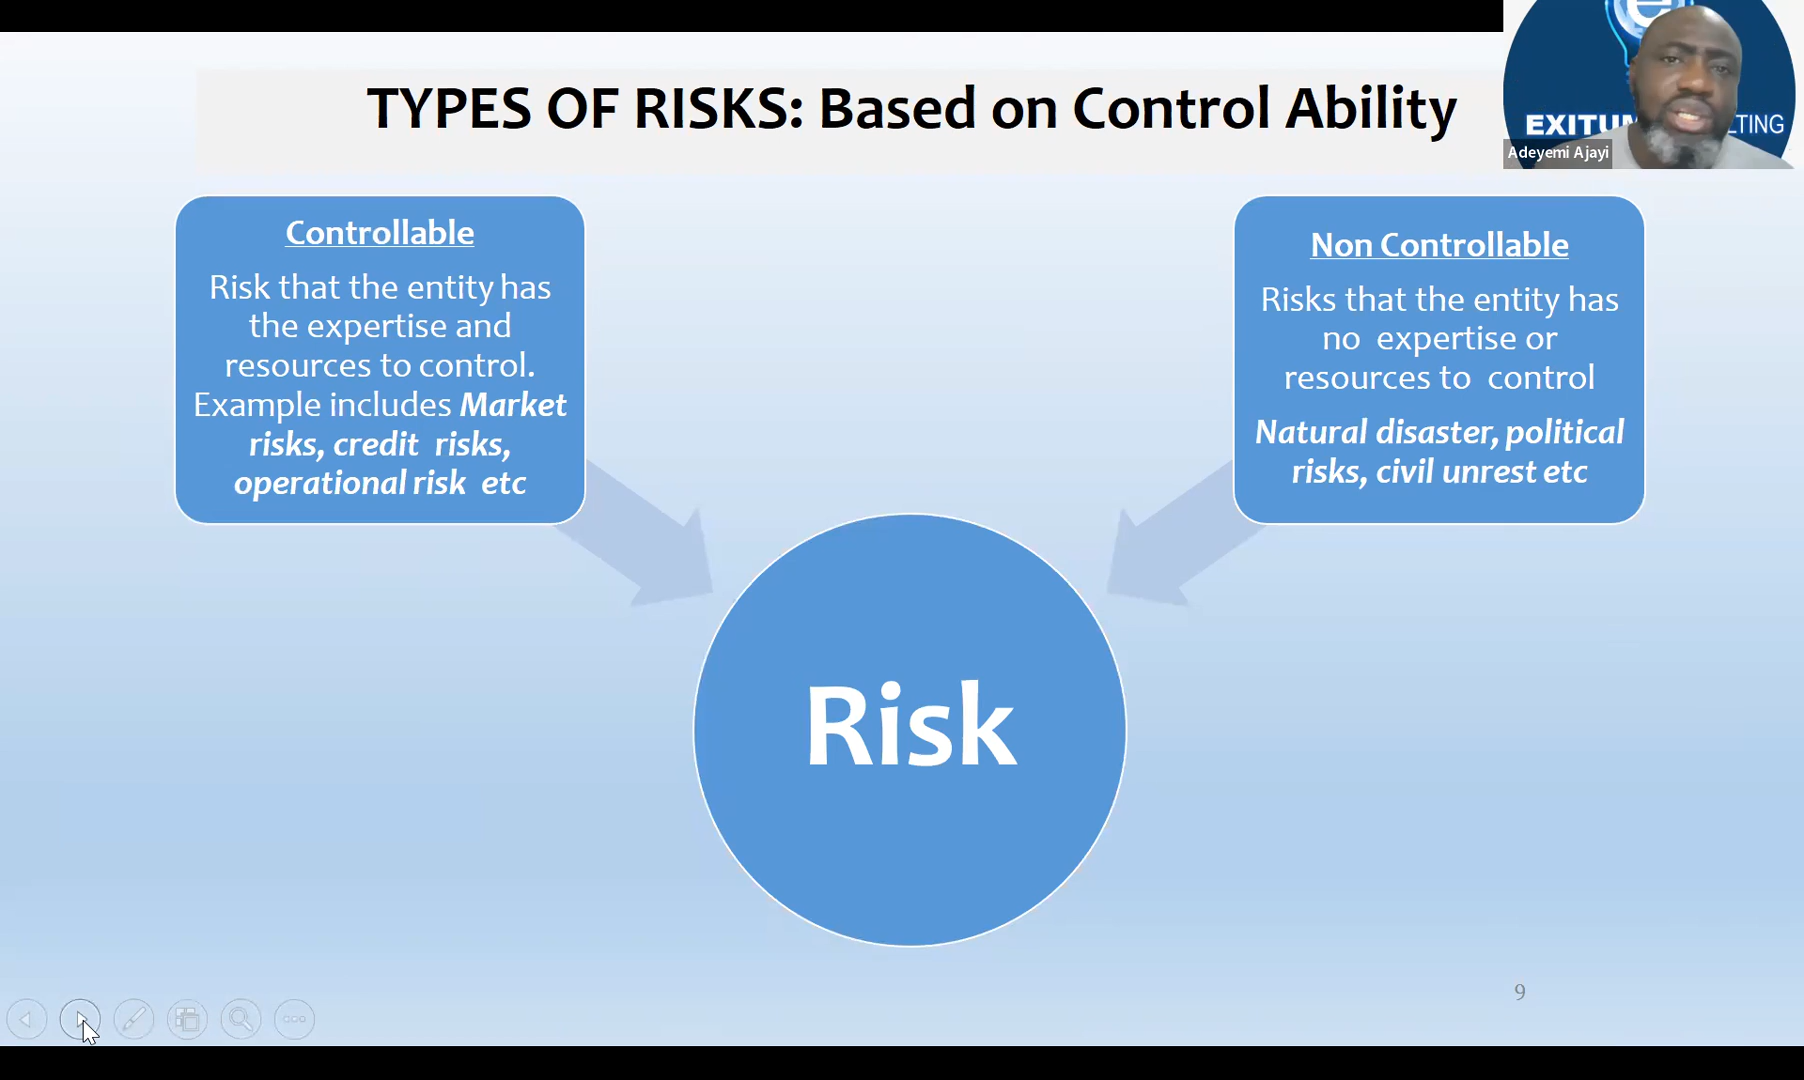 TYPES OF RISKS: Based on Control Ability
Adeyemi Ajayi
Controllable
Risk that the entity has
the expertise and
resources to control.
Example includes Market
risks, credit risks,
operational risk etc
Non Controllable
Risks that the entity has
no expertise or
resources to control
Natural disaster, political
risks, civil unrest etc
Risk
9